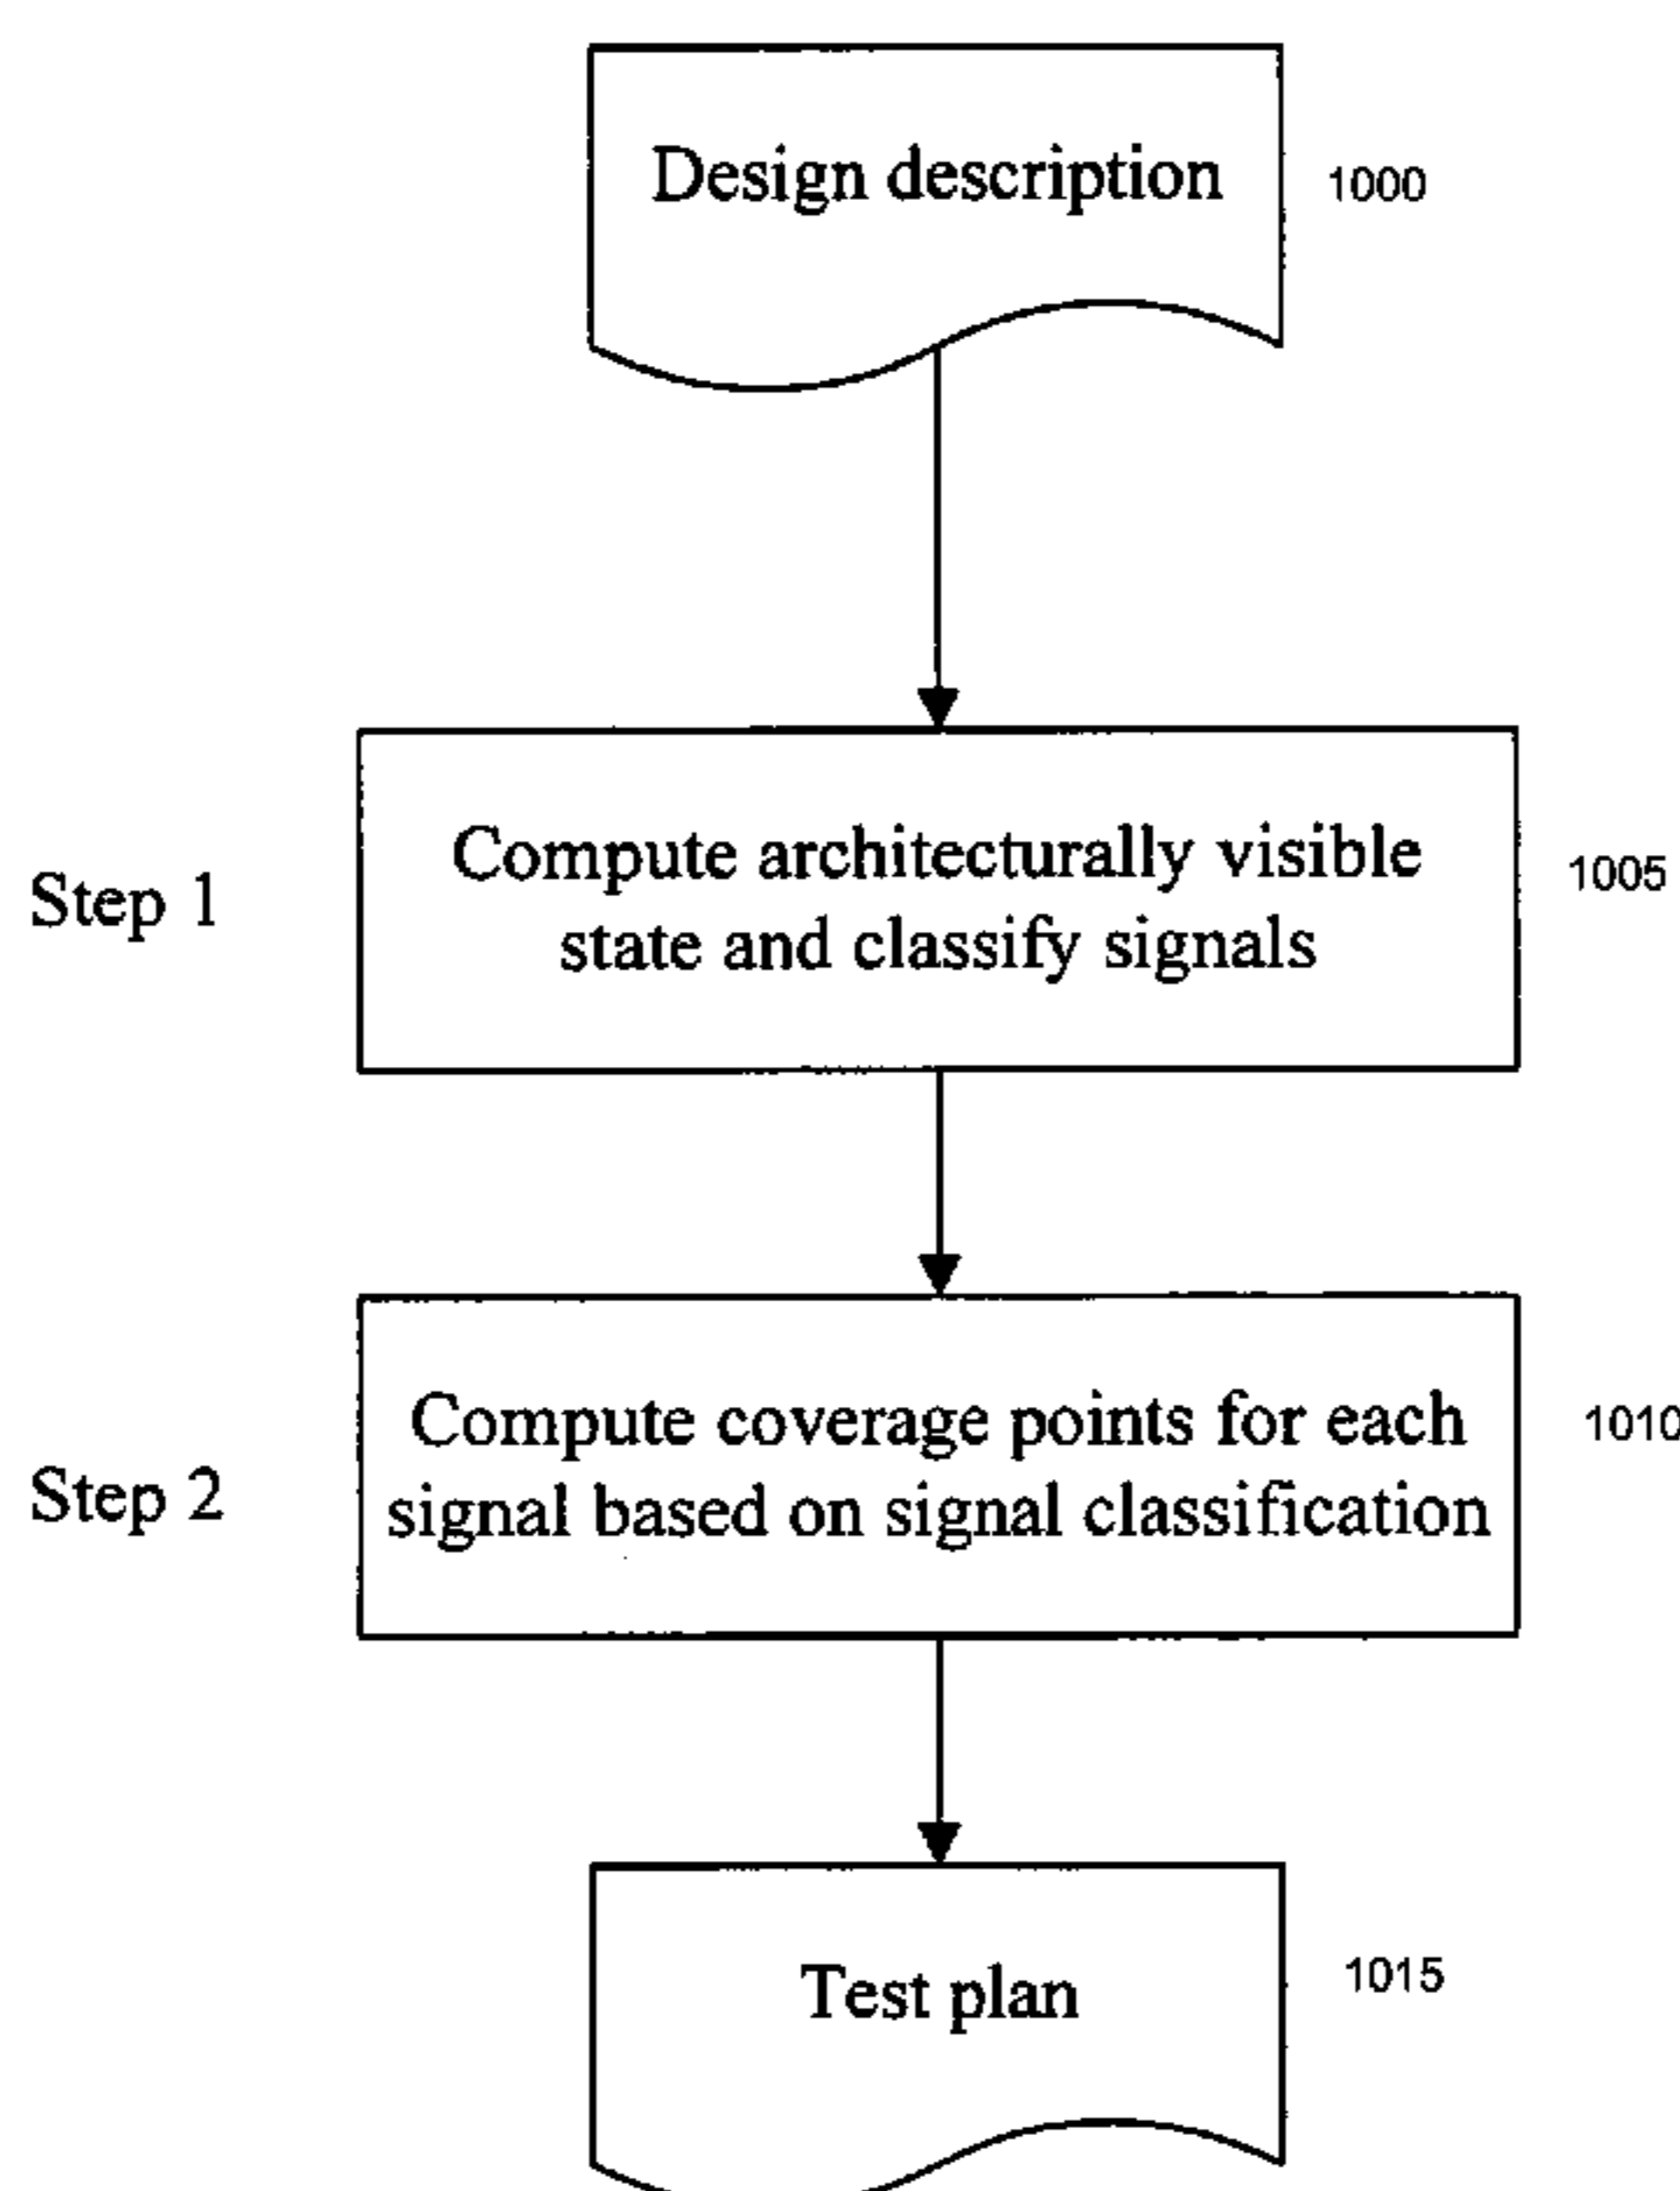 Design description
1000
Compute architecturally visible
state and classify signals
1005
Step 1
Compute coverage points for each
signal based on signal classification
1010
Step 2
Test plan
1015